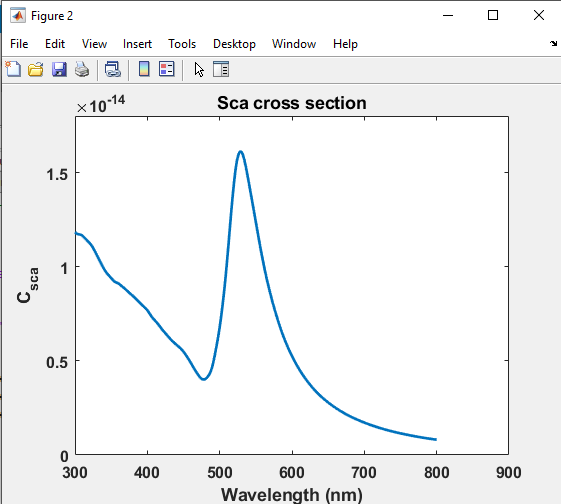 Figure 2
File Edit View Insert Tools Desktop Window Help
Sca cross section
×10-14
1.5
1
0.5
0
Csca
300 400 500 600 700 800 900
Wavelength (nm)